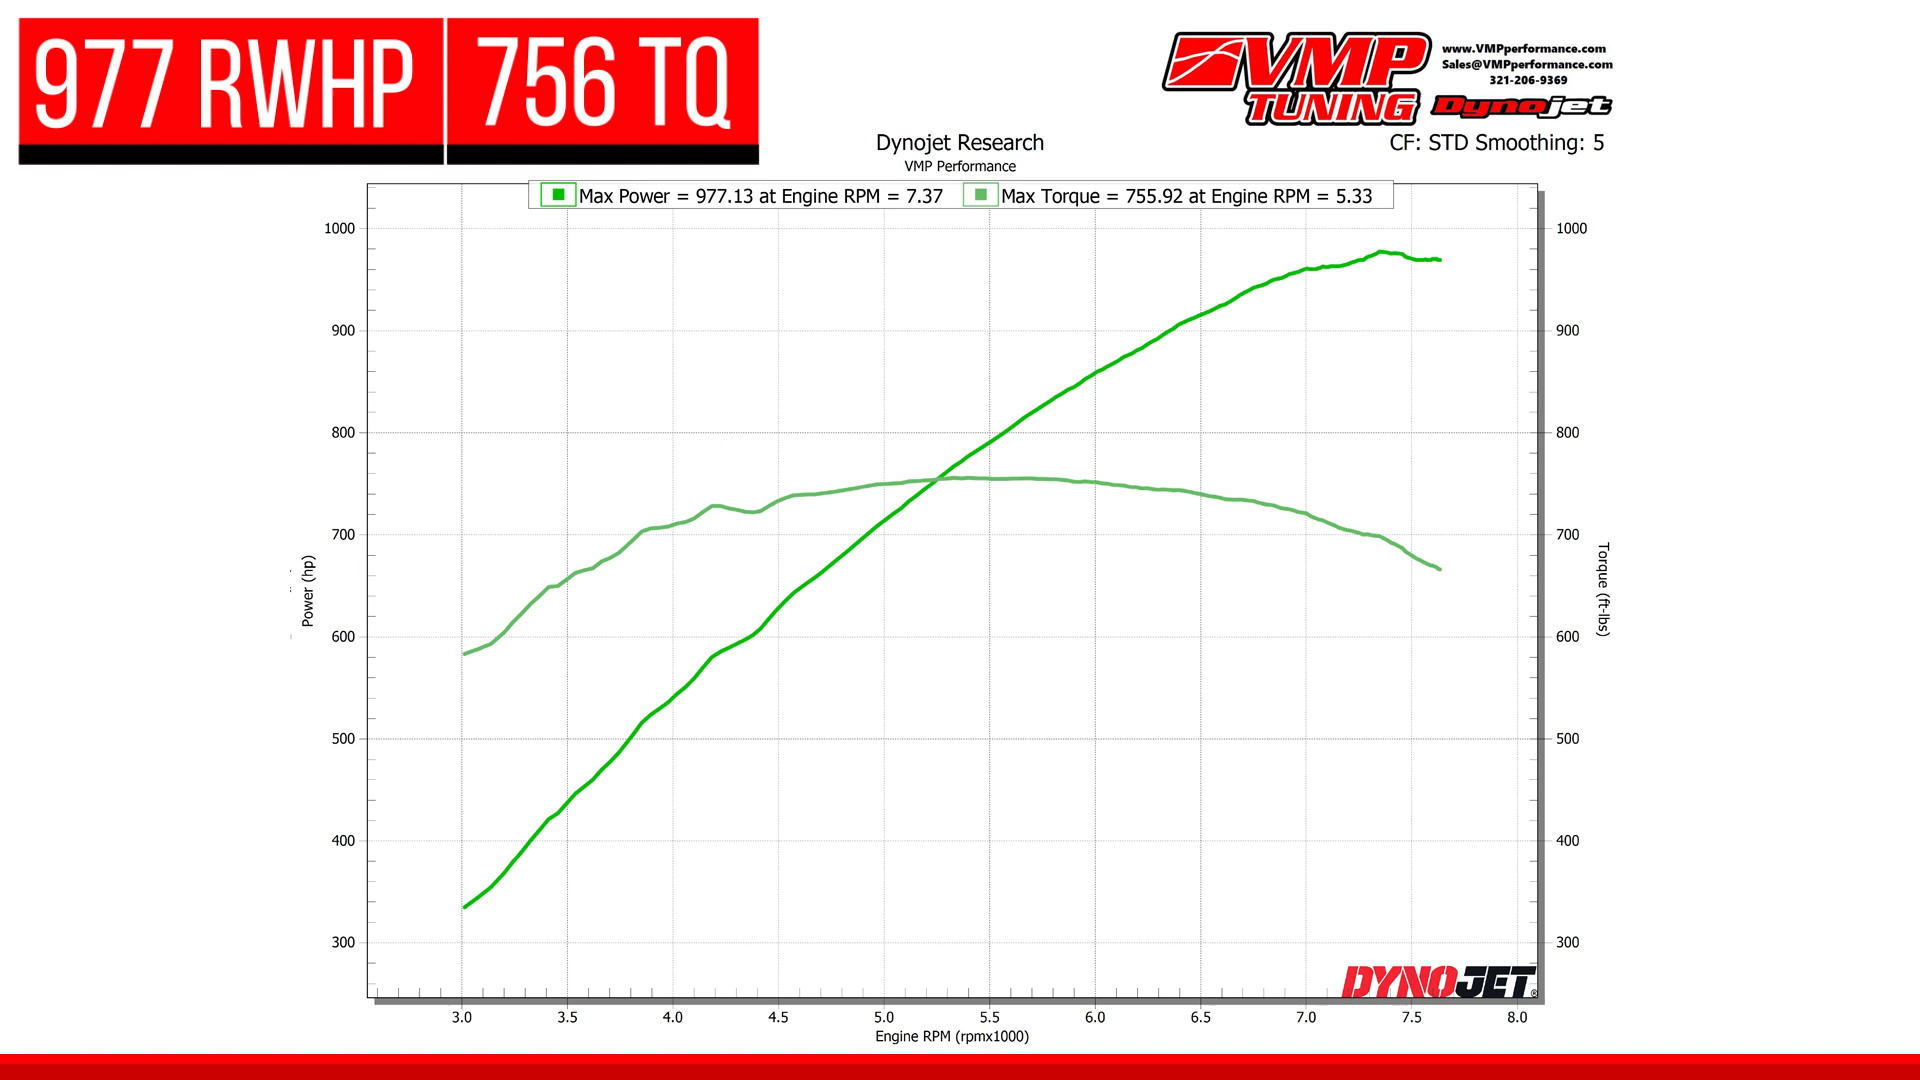 977 RWHP 756 TQ
VMP
TUNING
www.VMPperformance.com
Sales@VMPperformance.com
321-206-9369
Dynojet
Dynojet Research
CF: STD Smoothing: 5
VMP Performance
Max Power = 977.13 at Engine RPM = 7.37 Max Torque = 755.92 at Engine RPM = 5.33
1000 1000
900 900
800 800
700 700
600 600
500 500
400 400
300 300
Power (hp)
Torque (ft-lbs)
DYNOJET®
3.0 3.5 4.0 4.5 5.0 5.5 6.0 6.5 7.0 7.5 8.0
Engine RPM (rpmx1000)